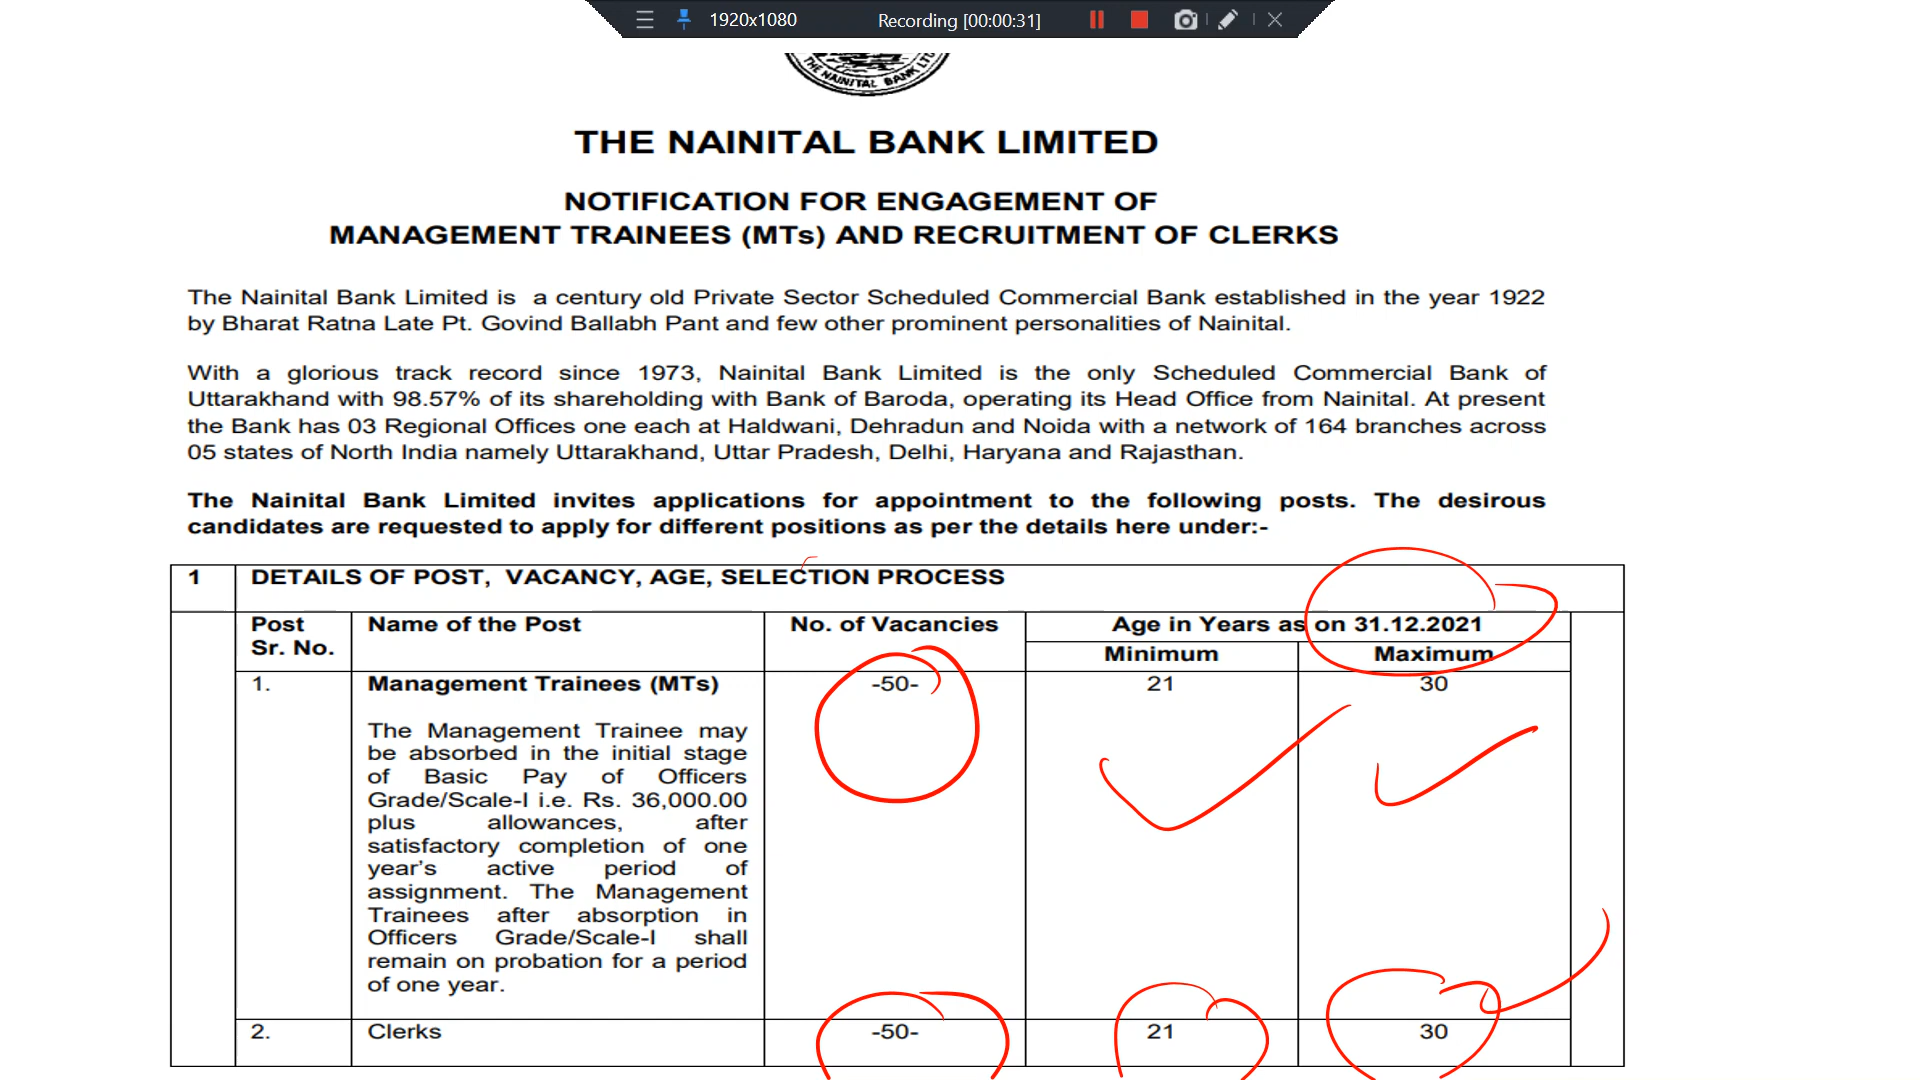 1920x1080 Recording [00:00:31]
THE NAINITAL BANK LTD
THE NAINITAL BANK LIMITED
NOTIFICATION FOR ENGAGEMENT OF
MANAGEMENT TRAINEES (MTs) AND RECRUITMENT OF CLERKS
The Nainital Bank Limited is a century old Private Sector Scheduled Commercial Bank established in the year 1922
by Bharat Ratna Late Pt. Govind Ballabh Pant and few other prominent personalities of Nainital.
With a glorious track record since 1973, Nainital Bank Limited is the only Scheduled Commercial Bank of
Uttarakhand with 98.57% of its shareholding with Bank of Baroda, operating its Head Office from Nainital. At present
the Bank has 03 Regional Offices one each at Haldwani, Dehradun and Noida with a network of 164 branches across
05 states of North India namely Uttarakhand, Uttar Pradesh, Delhi, Haryana and Rajasthan.
The Nainital Bank Limited invites applications for appointment to the following posts. The desirous
candidates are requested to apply for different positions as per the details here under:-
1 DETAILS OF POST, VACANCY, AGE, SELECTION PROCESS
Post Name of the Post No. of Vacancies Age in Years as on 31.12.2021
Sr. No.
Minimum Maximum
1. Management Trainees (MTs) -50- 21 30
The Management Trainee may
be absorbed in the initial stage
of Basic Pay of Officers
Grade/Scale-I i.e. Rs. 36,000.00
plus allowances, after
satisfactory completion of one
year's active period of
assignment. The Management
Trainees after absorption in
Officers Grade/Scale-I shall
remain on probation for a period
of one year.
2. Clerks -50- 21 30